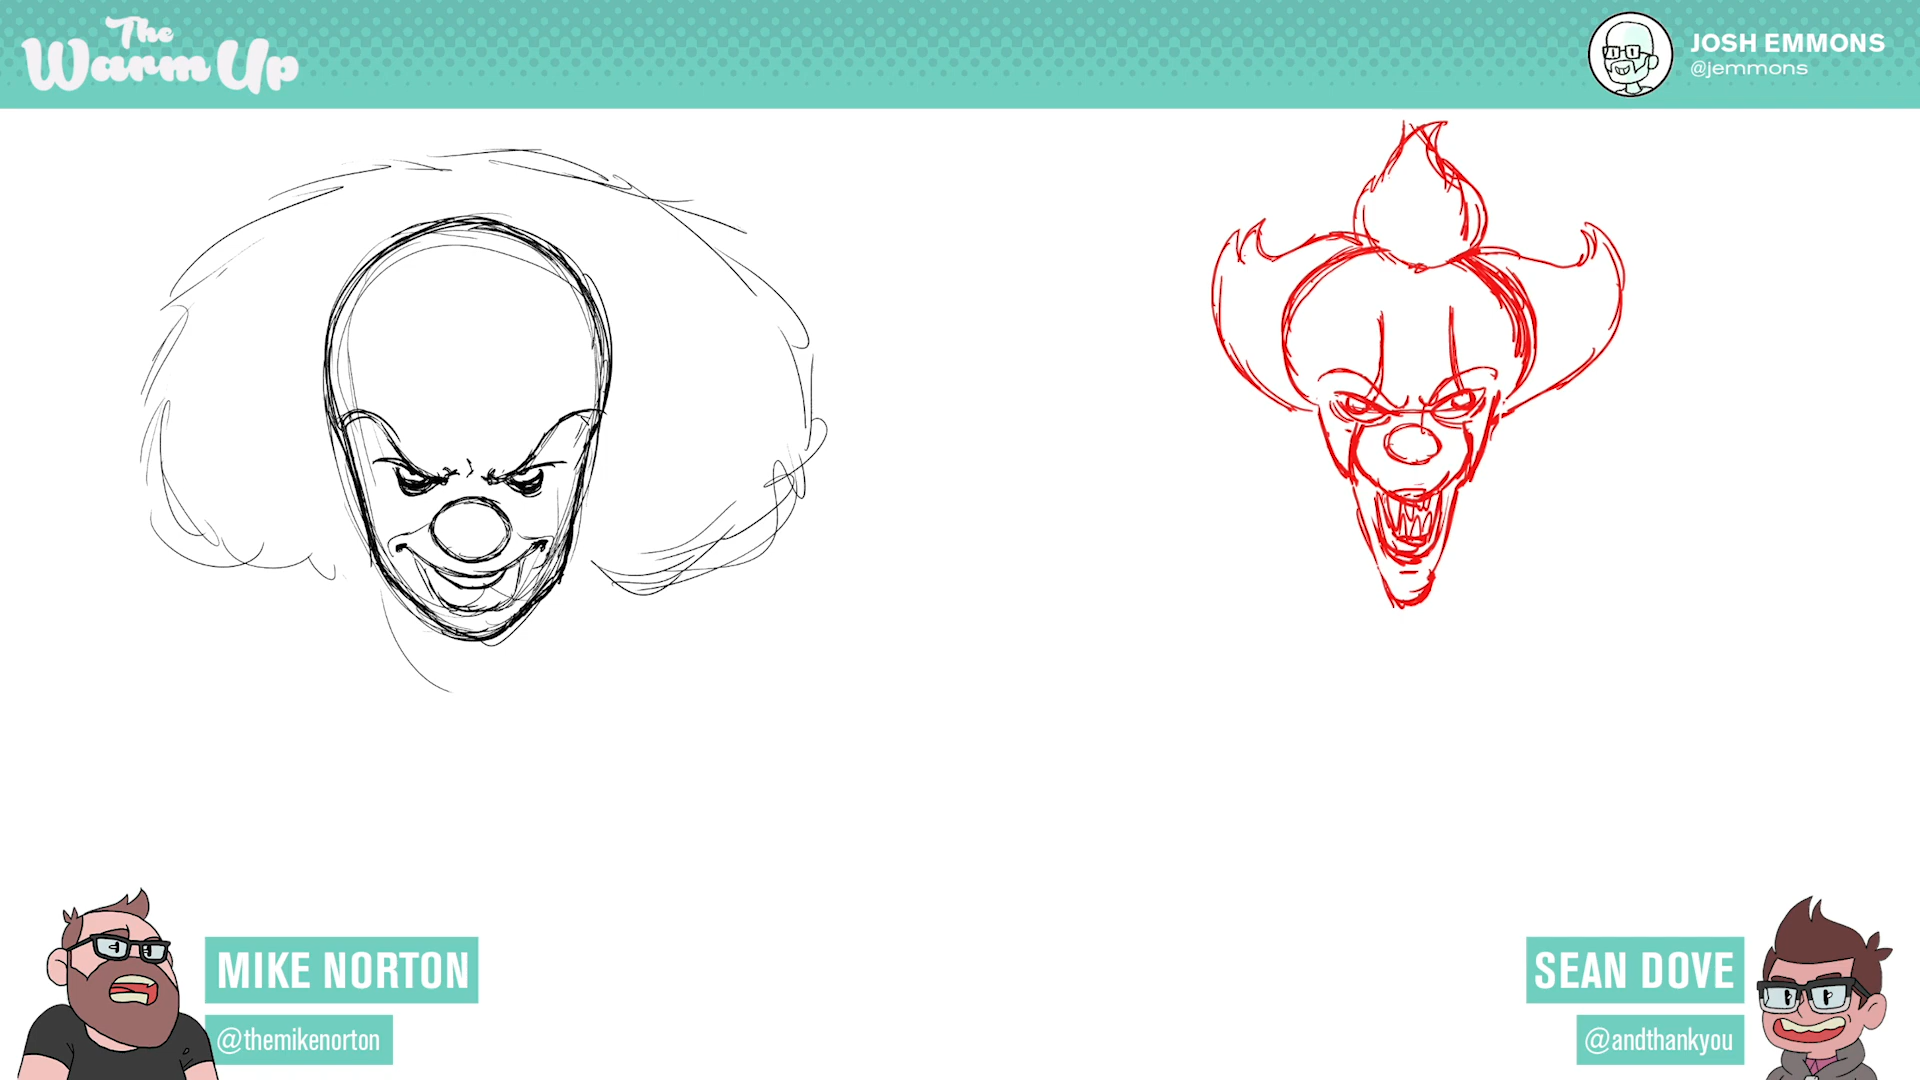 The
Warm Up
JOSH EMMONS
@jemmons
MIKE NORTON
@themikenorton
SEAN DOVE
@andthankyou